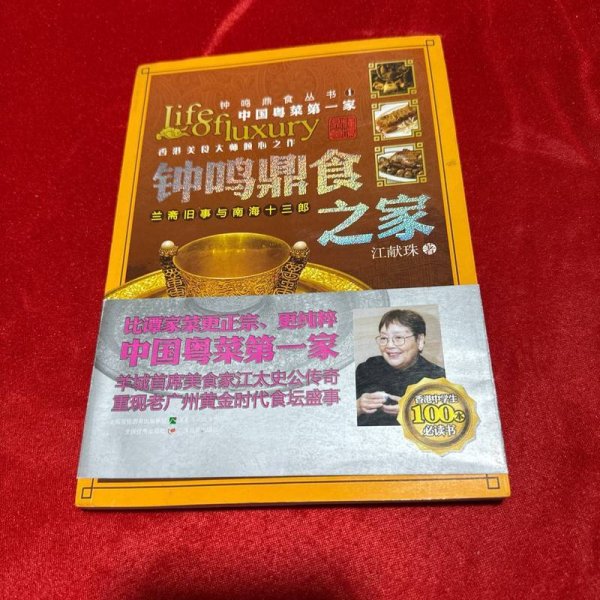 钟鸣鼎食丛书1
中国粤菜第一家
Life
of luxury
香港美食大师倾心之作
钟鸣鼎食
之家
兰斋旧事与南海十三郎
江献珠 著
比谭家菜更正宗、更纯粹
中国粤菜第一家
羊城首席美食家江太史公传奇
重现老广州黄金时代食坛盛事
香港中学生
100本
必读书